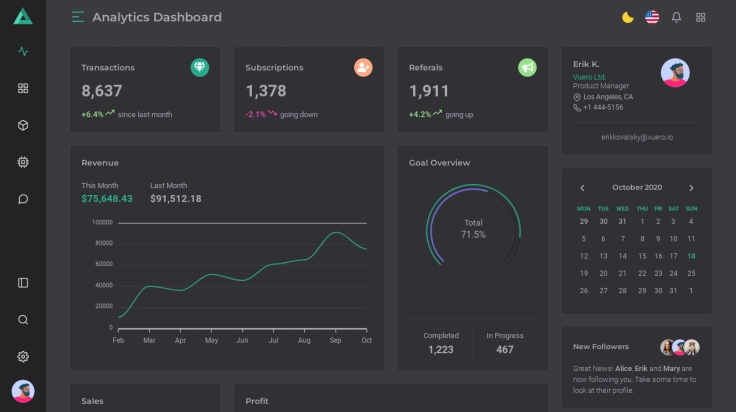 Analytics Dashboard
Transactions
8,637
+6.4% since last month
Subscriptions
1,378
-2.1% going down
Referals
1,911
+4.2% going up
Erik K.
Vuero Ltd.
Product Manager
Los Angeles, CA
+1 444-5156
erikkovalsky@vuero.io
Revenue
This Month Last Month
$75,648.43 $91,512.18
100000
80000
60000
40000
20000
0
Feb Mar Apr May Jun Jul Aug Sep Oct
Goal Overview
Total
71.5%
Completed In Progress
1,223 467
October 2020
MON TUE WED THU FRI SAT SUN
29 30 31 1 2 3 4
5 6 7 8 9 10 11
12 13 14 15 16 17 18
19 20 21 22 23 24 25
26 27 28 29 30 31 1
New Followers
Great News! Alice, Erik and Mary are
now following you. Take some time to
look at their profile.
Sales
Profit